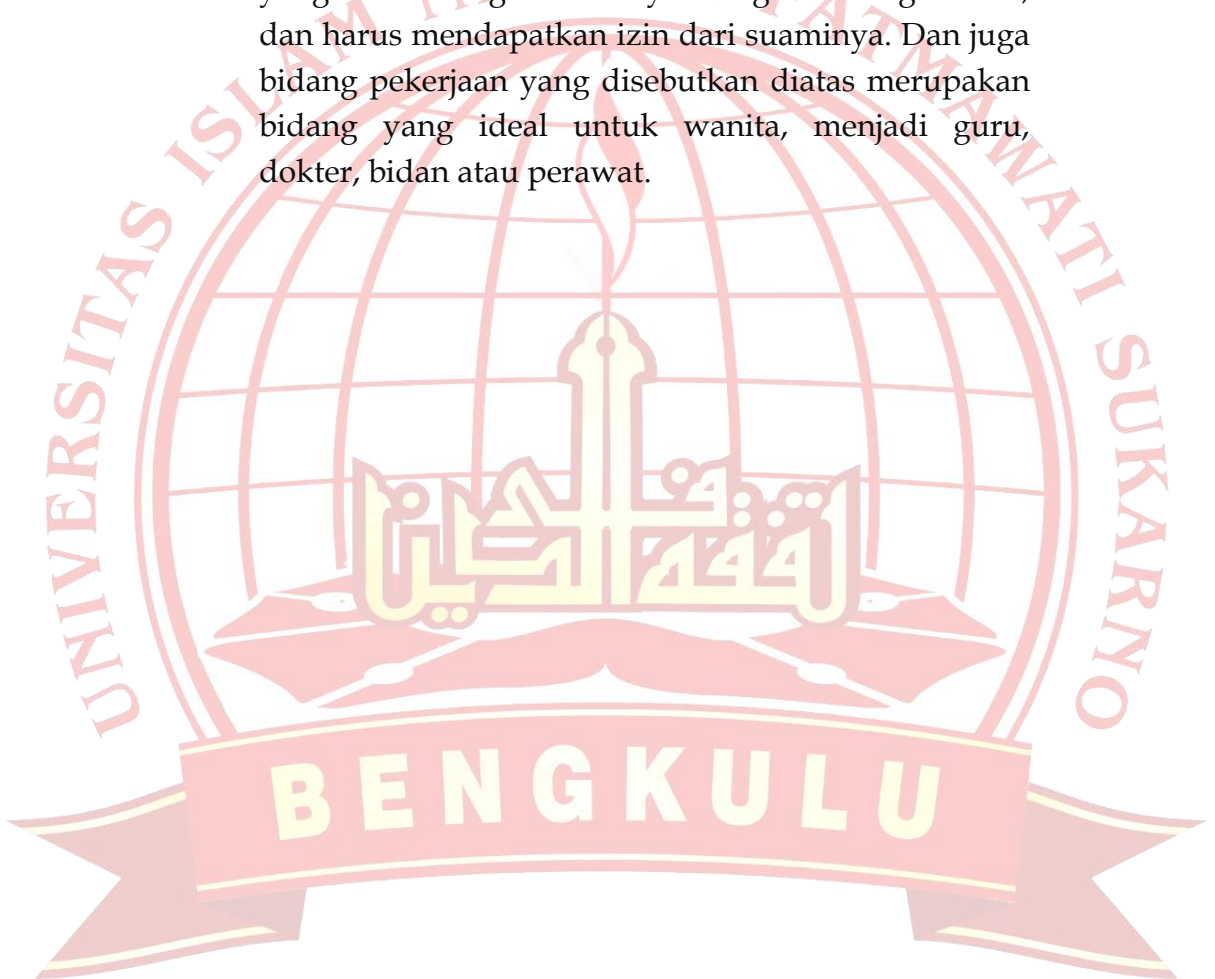 yang
dan harus mendapatkan izin dari suaminya. Dan juga
bidang pekerjaan yang disebutkan diatas merupakan
bidang yang ideal untuk wanita, menjadi guru,
dokter, bidan atau perawat.
UNIVERSITAS ISLAM FATMAWATI SUKARNO
BENGKULU